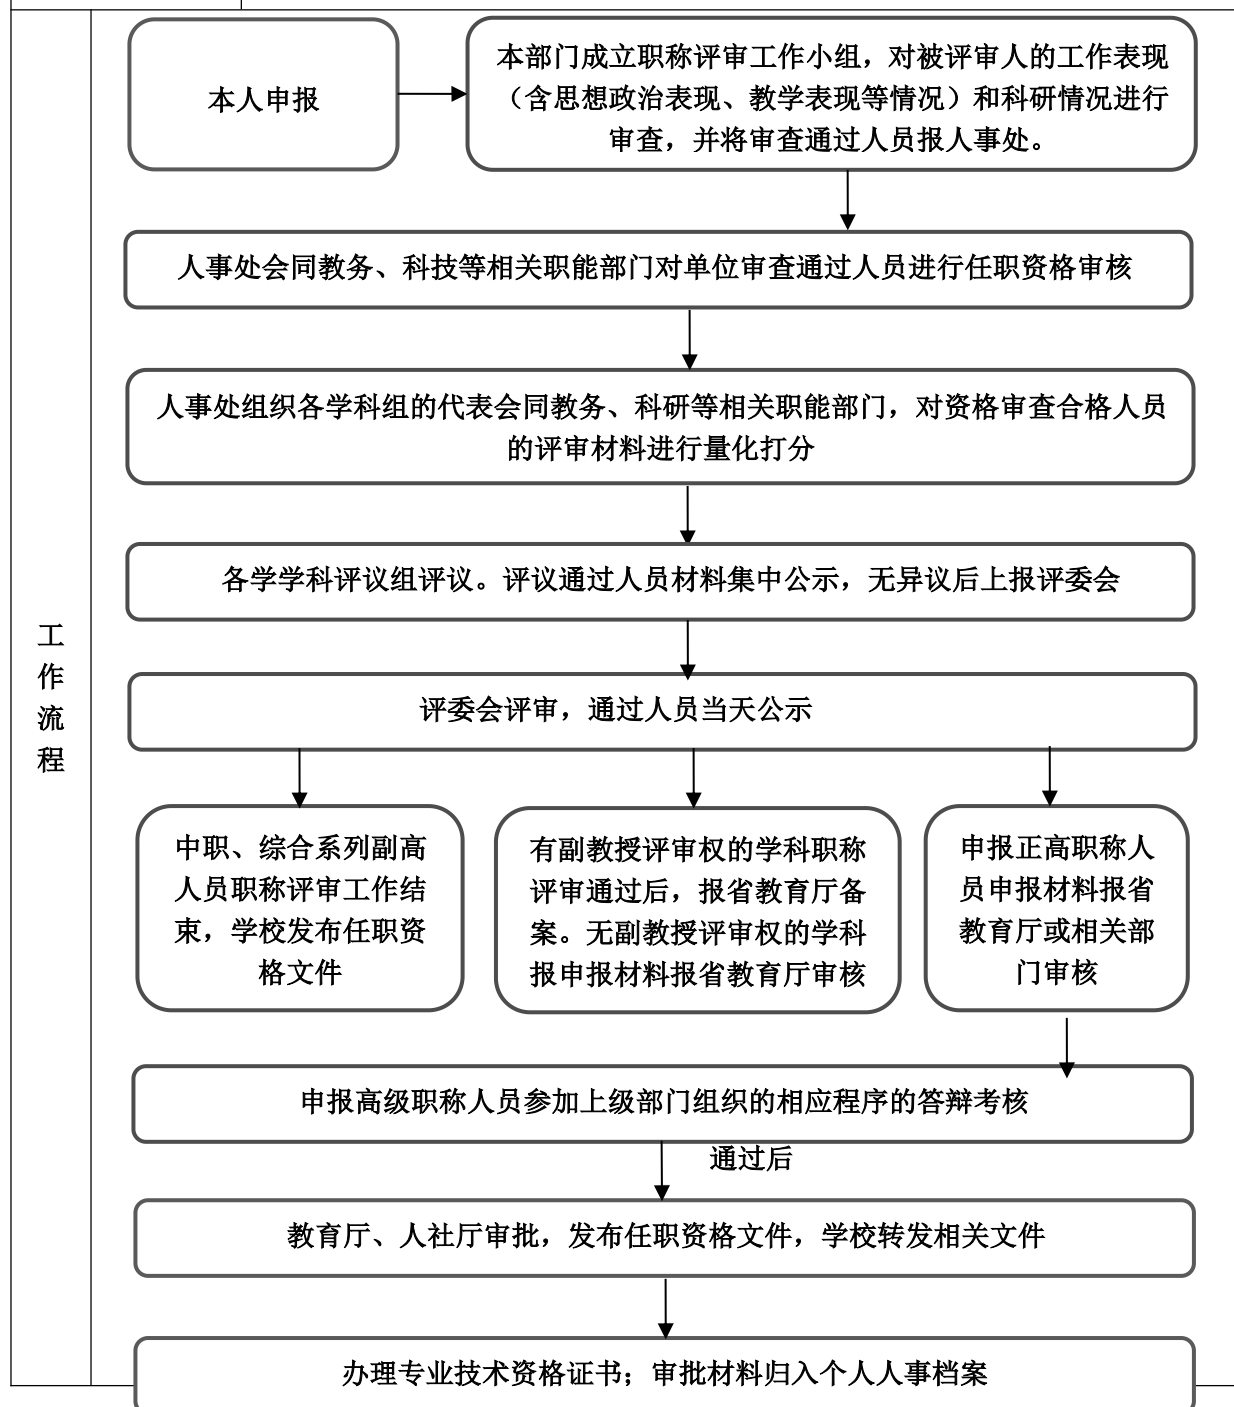 本人申报
本部门成立职称评审工作小组，对被评审人的工作表现
（含思想政治表现、教学表现等情况）和科研情况进行
审查，并将审查通过人员报人事处。
人事处会同教务、科技等相关职能部门对单位审查通过人员进行任职资格审核
人事处组织各学科组的代表会同教务、科研等相关职能部门，对资格审查合格人员
的评审材料进行量化打分
各学学科评议组评议。评议通过人员材料集中公示，无异议后上报评委会
工
作
流
程
评委会评审，通过人员当天公示
中职、综合系列副高
人员职称评审工作结
束，学校发布任职资
格文件
有副教授评审权的学科职称
评审通过后，报省教育厅备
案。无副教授评审权的学科
报申报材料报省教育厅审核
申报正高职称人
员申报材料报省
教育厅或相关部
门审核
申报高级职称人员参加上级部门组织的相应程序的答辩考核
通过后
教育厅、人社厅审批，发布任职资格文件，学校转发相关文件
办理专业技术资格证书；审批材料归入个人人事档案